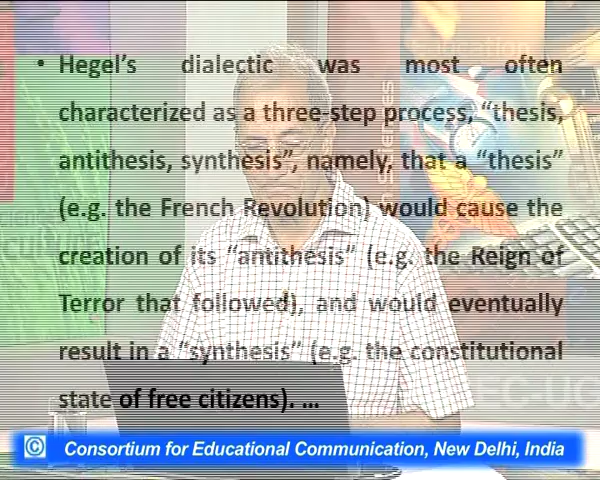 • Hegel's dialectic was most often
characterized as a three-step process, "thesis,
antithesis, synthesis", namely, that a "thesis"
(e.g. the French Revolution) would cause the
creation of its "antithesis" (e.g. the Reign of
Terror that followed), and would eventually
result in a "synthesis" (e.g. the constitutional
state of free citizens). ...
EC-UG
© Consortium for Educational Communication, New Delhi, India